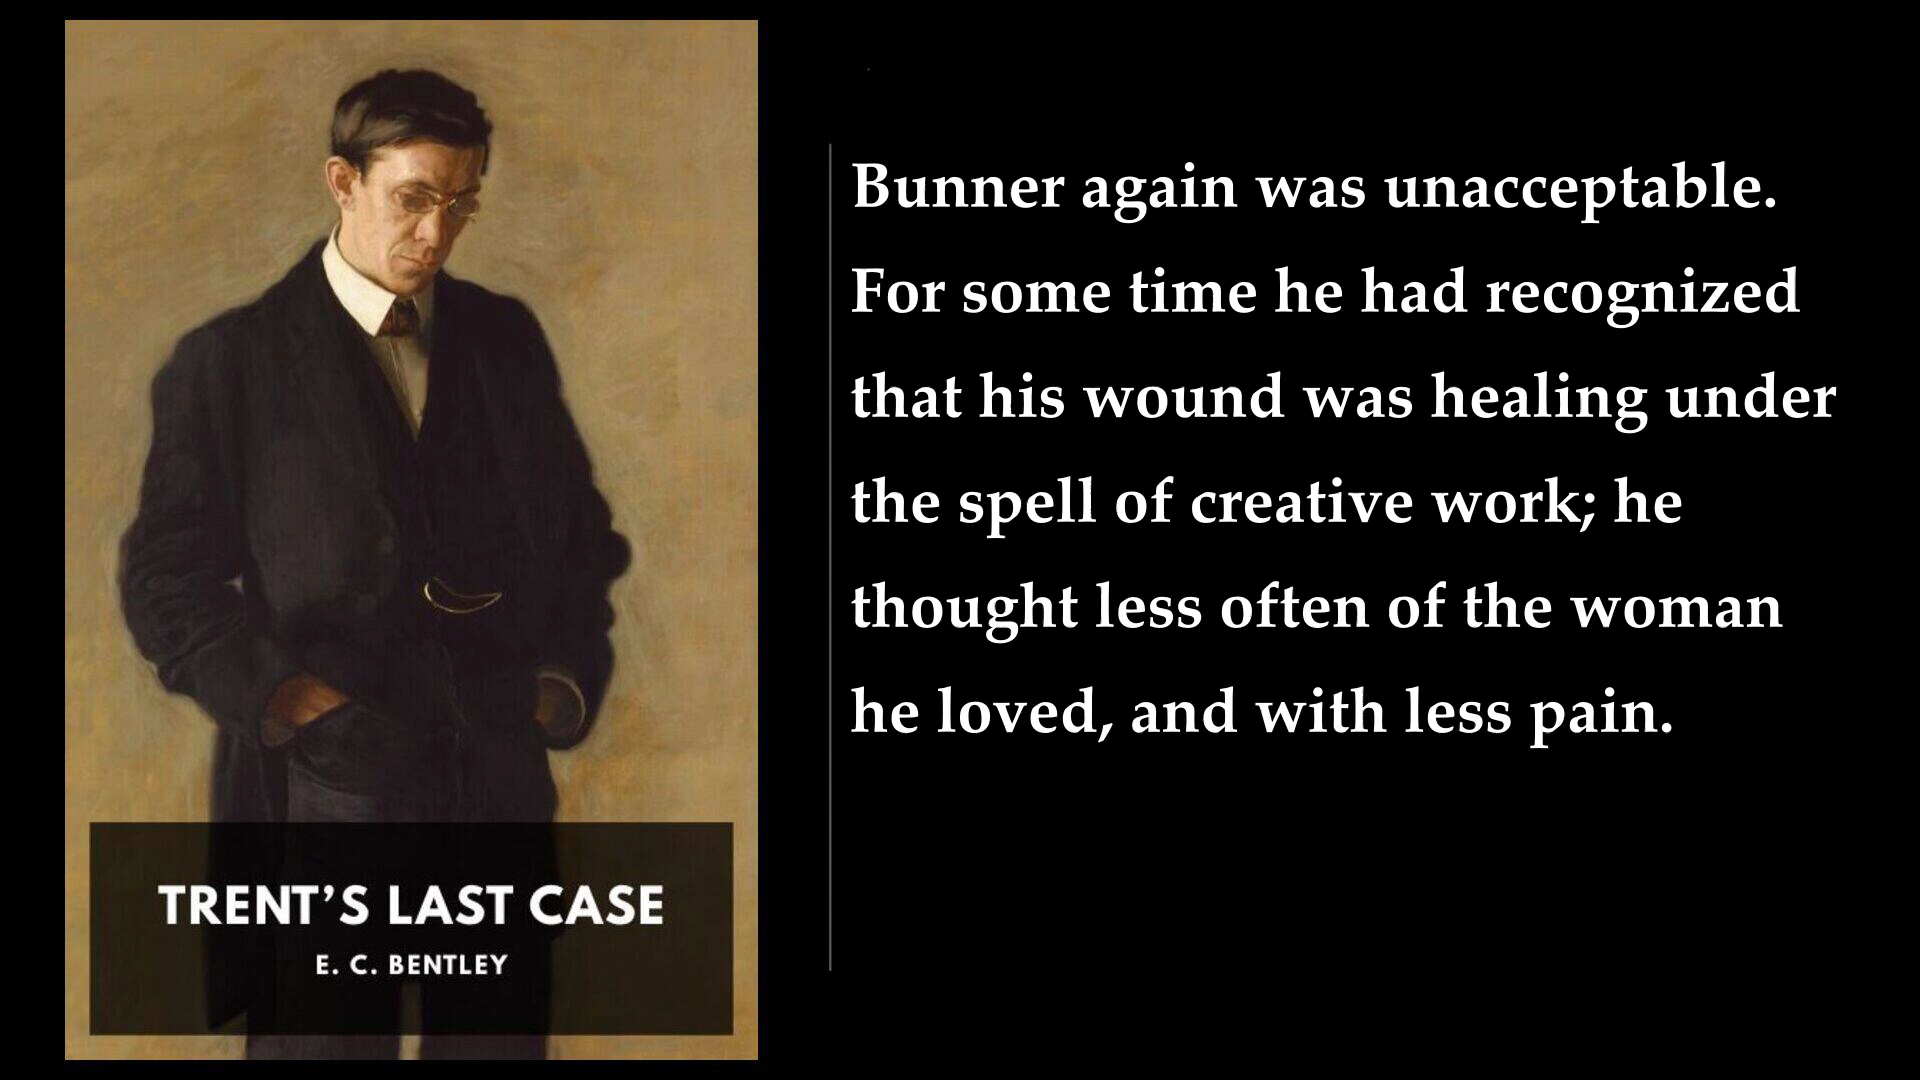 TRENT’S LAST CASE
E. C. BENTLEY
Bunner again was unacceptable.
For some time he had recognized
that his wound was healing under
the spell of creative work; he
thought less often of the woman
he loved, and with less pain.